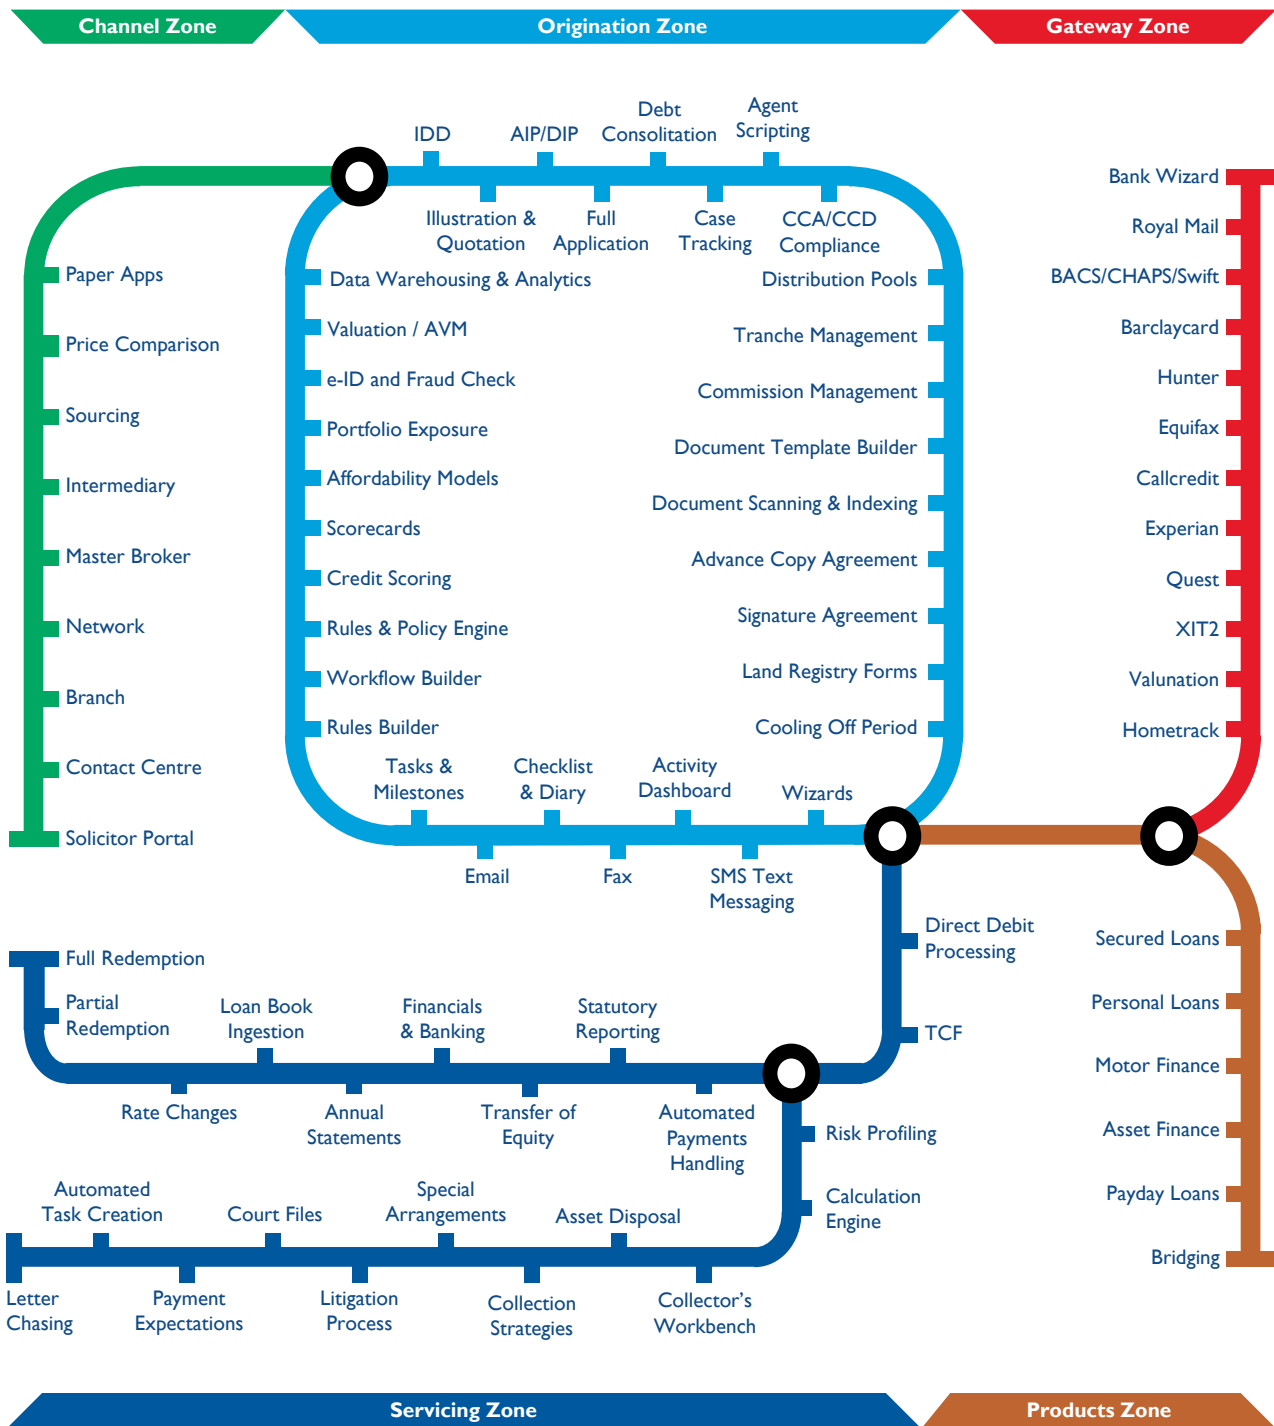 Channel Zone
Origination Zone
Gateway Zone
IDD
AIP/DIP
Debt
Consolitation
Agent
Scripting
Illustration &
Quotation
Full
Application
Case
Tracking
CCA/CCD
Compliance
Paper Apps
Price Comparison
Sourcing
Intermediary
Master Broker
Network
Branch
Contact Centre
Solicitor Portal
Data Warehousing & Analytics
Valuation / AVM
e-ID and Fraud Check
Portfolio Exposure
Affordability Models
Scorecards
Credit Scoring
Rules & Policy Engine
Workflow Builder
Rules Builder
Distribution Pools
Tranche Management
Commission Management
Document Template Builder
Document Scanning & Indexing
Advance Copy Agreement
Signature Agreement
Land Registry Forms
Cooling Off Period
Tasks &
Milestones
Checklist
& Diary
Activity
Dashboard
Wizards
Email
Fax
SMS Text
Messaging
Bank Wizard
Royal Mail
BACS/CHAPS/Swift
Barclaycard
Hunter
Equifax
Callcredit
Experian
Quest
XIT2
Valunation
Hometrack
Direct Debit
Processing
TCF
Full Redemption
Partial
Redemption
Loan Book
Ingestion
Financials
& Banking
Statutory
Reporting
Rate Changes
Annual
Statements
Transfer of
Equity
Automated
Payments
Handling
Risk Profiling
Calculation
Engine
Automated
Task Creation
Court Files
Special
Arrangements
Asset Disposal
Letter
Chasing
Payment
Expectations
Litigation
Process
Collection
Strategies
Collector's
Workbench
Secured Loans
Personal Loans
Motor Finance
Asset Finance
Payday Loans
Bridging
Servicing Zone
Products Zone